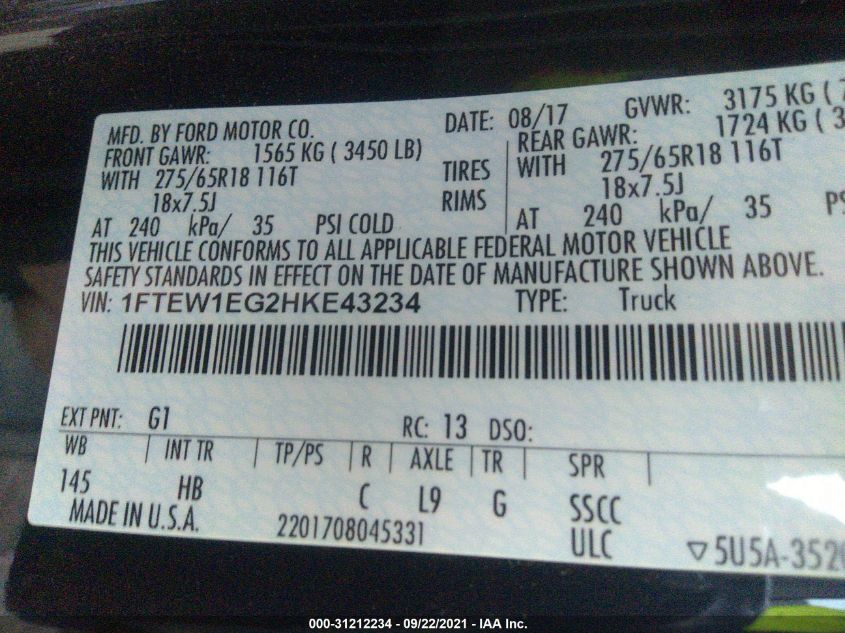 MFD. BY FORD MOTOR CO. DATE: 08/17 GVWR: 3175 KG (
FRONT GAWR: 1565 KG ( 3450 LB) REAR GAWR: 1724 KG ( 3
WITH 275/65R18 116T TIRES WITH 275/65R18 116T
18x7.5J RIMS 18x7.5J
AT 240 kPa/ 35 PSI COLD AT 240 kPa/ 35 PS
THIS VEHICLE CONFORMS TO ALL APPLICABLE FEDERAL MOTOR VEHICLE
SAFETY STANDARDS IN EFFECT ON THE DATE OF MANUFACTURE SHOWN ABOVE.
VIN: 1FTEW1EG2HKE43234 TYPE: Truck
EXT PNT: G1 RC: 13 DSO:
WB INT TR TP/PS R AXLE TR SPR
145 HB C L9 G SSCC
MADE IN U.S.A. 2201708045331 ULC ▽5U5A-3520
000-31212234 - 09/22/2021 - IAA Inc.